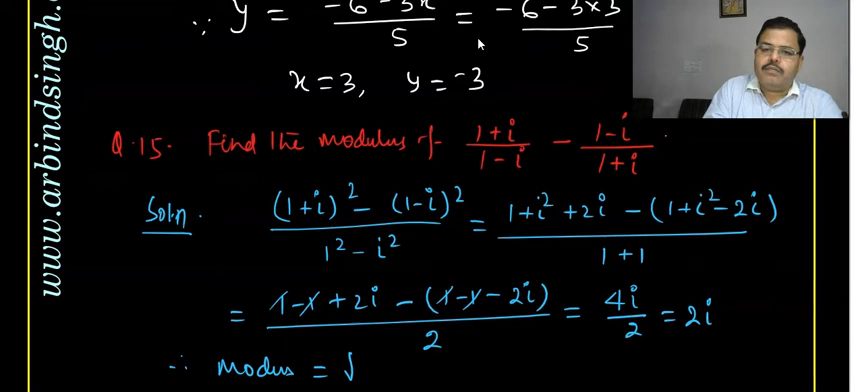 ∵ y = (-6-3x)/5 = (-6-3×3)/5
x=3, y=-3
Q.15. Find the Modulus of (1+i)/(1-i) - (1-i)/(1+i).
Soln. ((1+i)² - (1-i)²)/(1² - i²) = (1+i²+2i-(1+i²-2i))/(1+1)
= (1-1+2i-(1-1-2i))/2 = 4i/2 = 2i
∴ modus = √
www.arbindsingh.